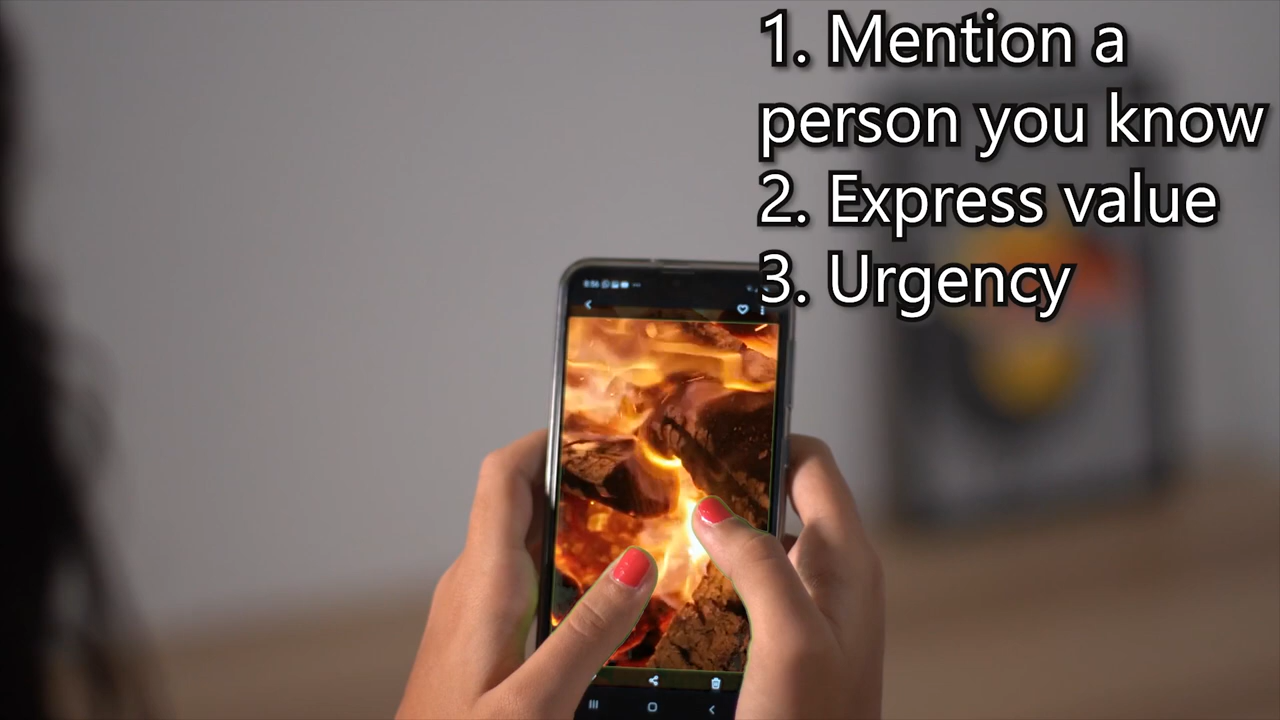 1. Mention a
person you know
2. Express value
3. Urgency